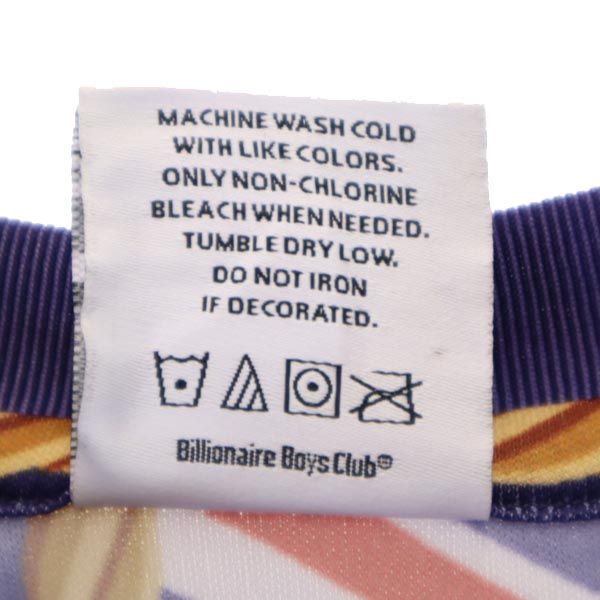 MACHINE WASH COLD
WITH LIKE COLORS.
ONLY NON-CHLORINE
BLEACH WHEN NEEDED.
TUMBLE DRY LOW.
DO NOT IRON
IF DECORATED.
Billionaire Boys Club®